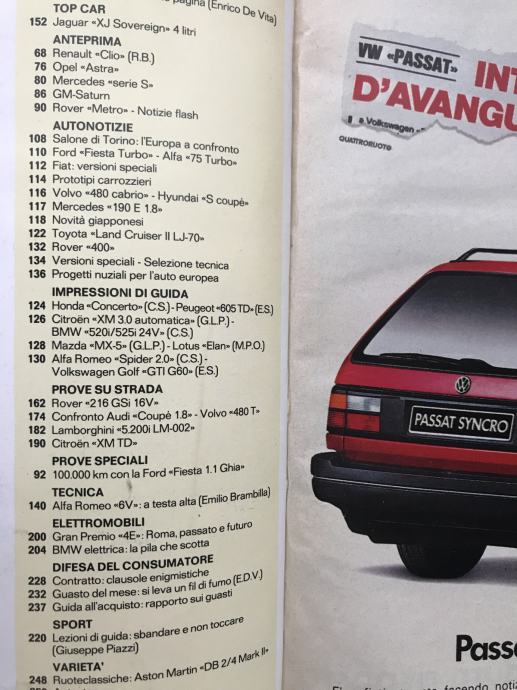 pagina (Enrico De Vita)
TOP CAR
152 Jaguar «XJ Sovereign» 4 litri
ANTEPRIMA
68 Renault «Clio» (R.B.)
76 Opel «Astra»
80 Mercedes «serie S»
86 GM-Saturn
90 Rover «Metro» - Notizie flash
AUTONOTIZIE
108 Salone di Torino: l'Europa a confronto
110 Ford «Fiesta Turbo» - Alfa «75 Turbo»
112 Fiat: versioni speciali
114 Prototipi carrozzieri
116 Volvo «480 cabrio» - Hyundai «S coupé»
117 Mercedes «190 E 1.8»
118 Novità giapponesi
122 Toyota «Land Cruiser II LJ-70»
132 Rover «400»
134 Versioni speciali - Selezione tecnica
136 Progetti nuziali per l'auto europea
IMPRESSIONI DI GUIDA
124 Honda «Concerto» (C.S.) - Peugeot «605 TD» (E.S.)
126 Citroën «XM 3.0 automatica» (G.L.P.) -
BMW «520i/525i 24V» (C.S.)
128 Mazda «MX-5» (G.L.P.) - Lotus «Elan» (M.P.O.)
130 Alfa Romeo «Spider 2.0» (C.S.) -
Volkswagen Golf «GTI G60» (E.S.)
PROVE SU STRADA
162 Rover «216 GSi 16V»
174 Confronto Audi «Coupé 1.8» - Volvo «480 T»
182 Lamborghini «5.200i LM-002»
190 Citroën «XM TD»
PROVE SPECIALI
92 100.000 km con la Ford «Fiesta 1.1 Ghia»
TECNICA
140 Alfa Romeo «6V»: a testa alta (Emilio Brambilla)
ELETTROMOBILI
200 Gran Premio «4E»: Roma, passato e futuro
204 BMW elettrica: la pila che scotta
DIFESA DEL CONSUMATORE
228 Contratto: clausole enigmistiche
232 Guasto del mese: si leva un fil di fumo (E.D.V.)
237 Guida all'acquisto: rapporto sui guasti
SPORT
220 Lezioni di guida: sbandare e non toccare
(Giuseppe Piazzi)
VARIETA'
248 Ruoteclassiche: Aston Martin «DB 2/4 Mark II»
VW «PASSAT»
INT
D'AVANGU
a Volkswagen
QUATTRORUOTE
PASSAT SYNCRO
Passa
facendo notiz